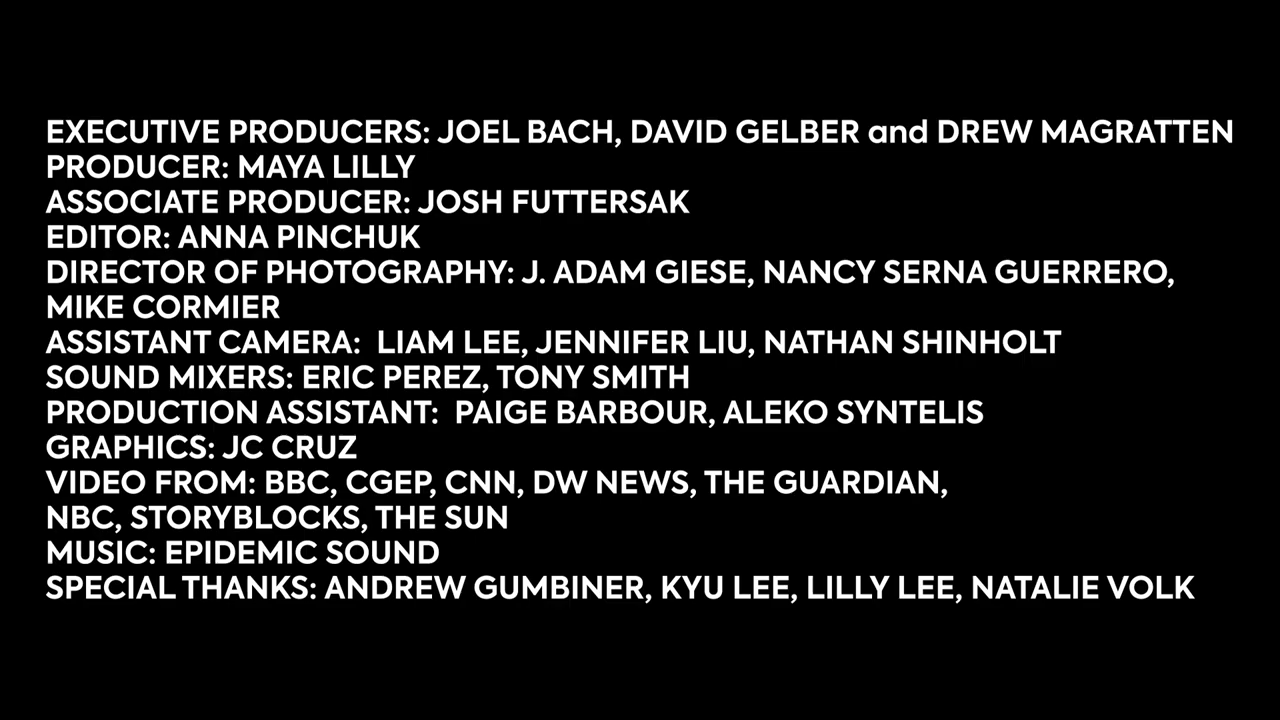 EXECUTIVE PRODUCERS: JOEL BACH, DAVID GELBER and DREW MAGRATTEN
PRODUCER: MAYA LILLY
ASSOCIATE PRODUCER: JOSH FUTTERSAK
EDITOR: ANNA PINCHUK
DIRECTOR OF PHOTOGRAPHY: J. ADAM GIESE, NANCY SERNA GUERRERO,
MIKE CORMIER
ASSISTANT CAMERA:  LIAM LEE, JENNIFER LIU, NATHAN SHINHOLT
SOUND MIXERS: ERIC PEREZ, TONY SMITH
PRODUCTION ASSISTANT:  PAIGE BARBOUR, ALEKO SYNTELIS
GRAPHICS: JC CRUZ
VIDEO FROM: BBC, CGEP, CNN, DW NEWS, THE GUARDIAN,
NBC, STORYBLOCKS, THE SUN
MUSIC: EPIDEMIC SOUND
SPECIAL THANKS: ANDREW GUMBINER, KYU LEE, LILLY LEE, NATALIE VOLK